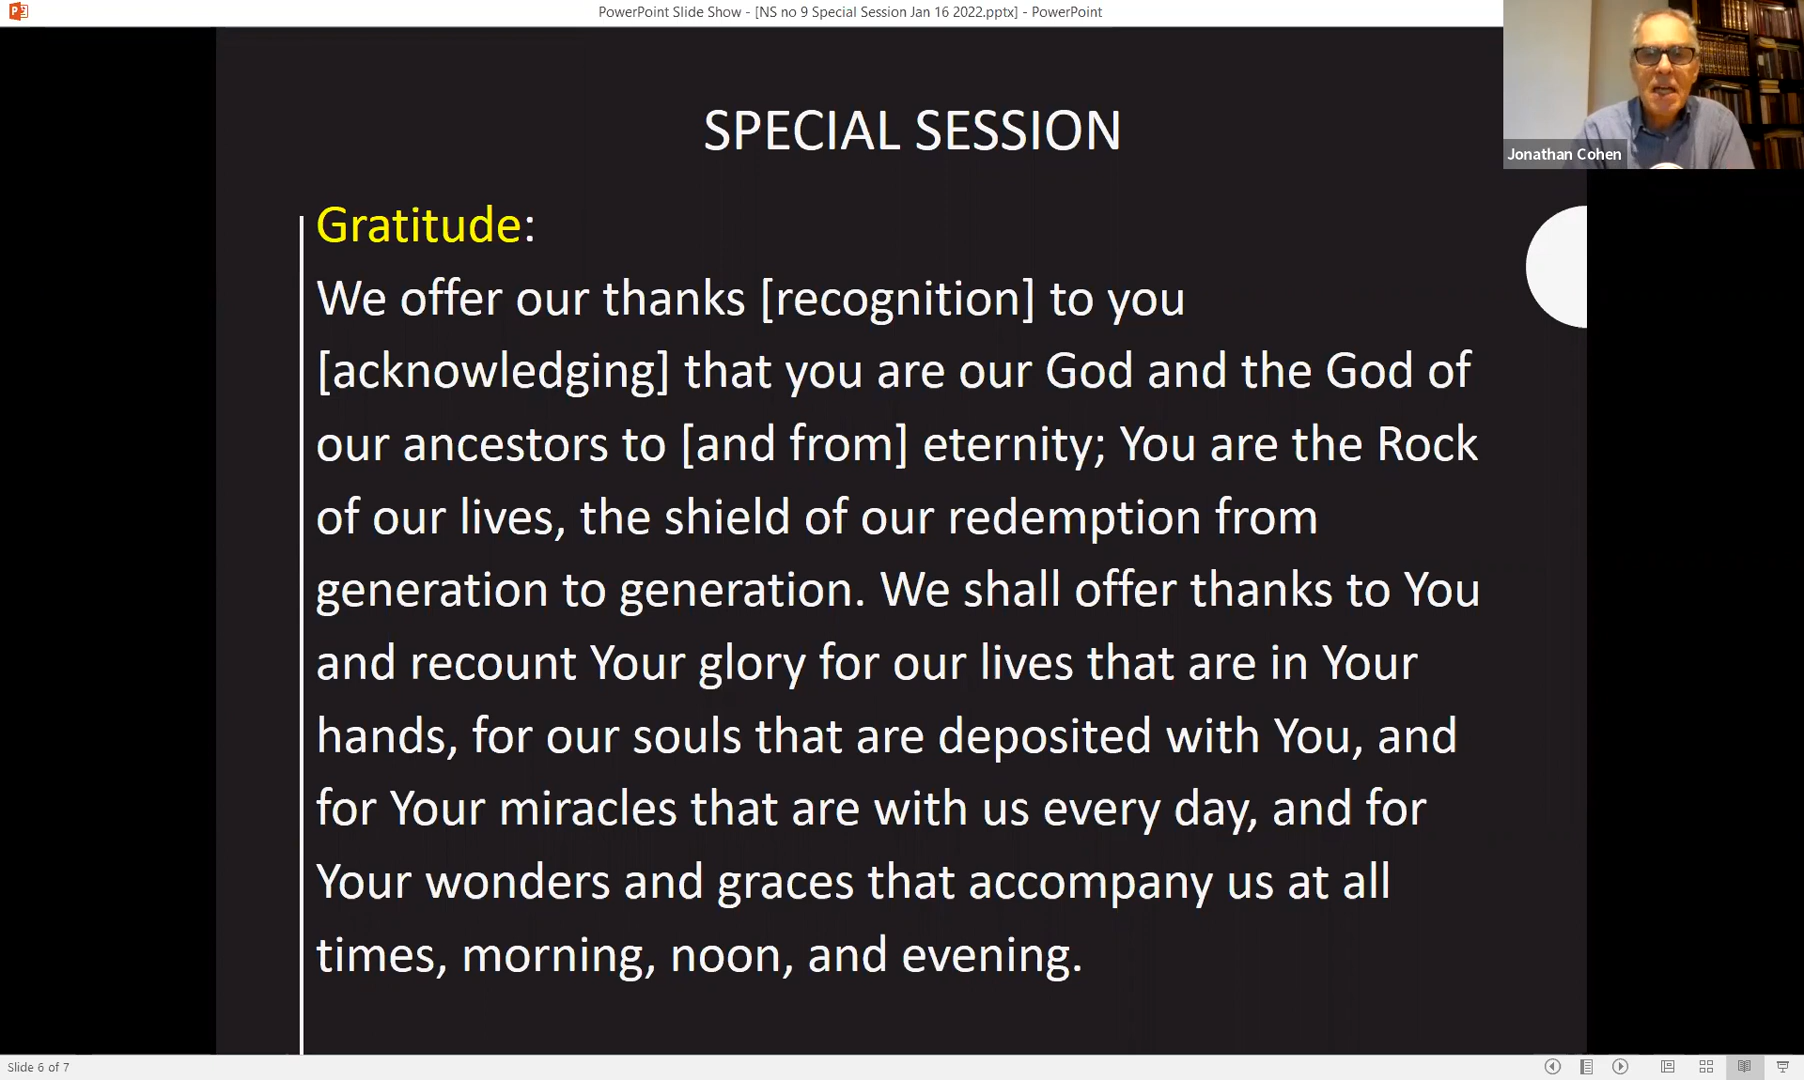 PowerPoint Slide Show - [NS no 9 Special Session Jan 16 2022.pptx] - PowerPoint
Jonathan Cohen
SPECIAL SESSION
Gratitude:
We offer our thanks [recognition] to you
[acknowledging] that you are our God and the God of
our ancestors to [and from] eternity; You are the Rock
of our lives, the shield of our redemption from
generation to generation. We shall offer thanks to You
and recount Your glory for our lives that are in Your
hands, for our souls that are deposited with You, and
for Your miracles that are with us every day, and for
Your wonders and graces that accompany us at all
times, morning, noon, and evening.
Slide 6 of 7